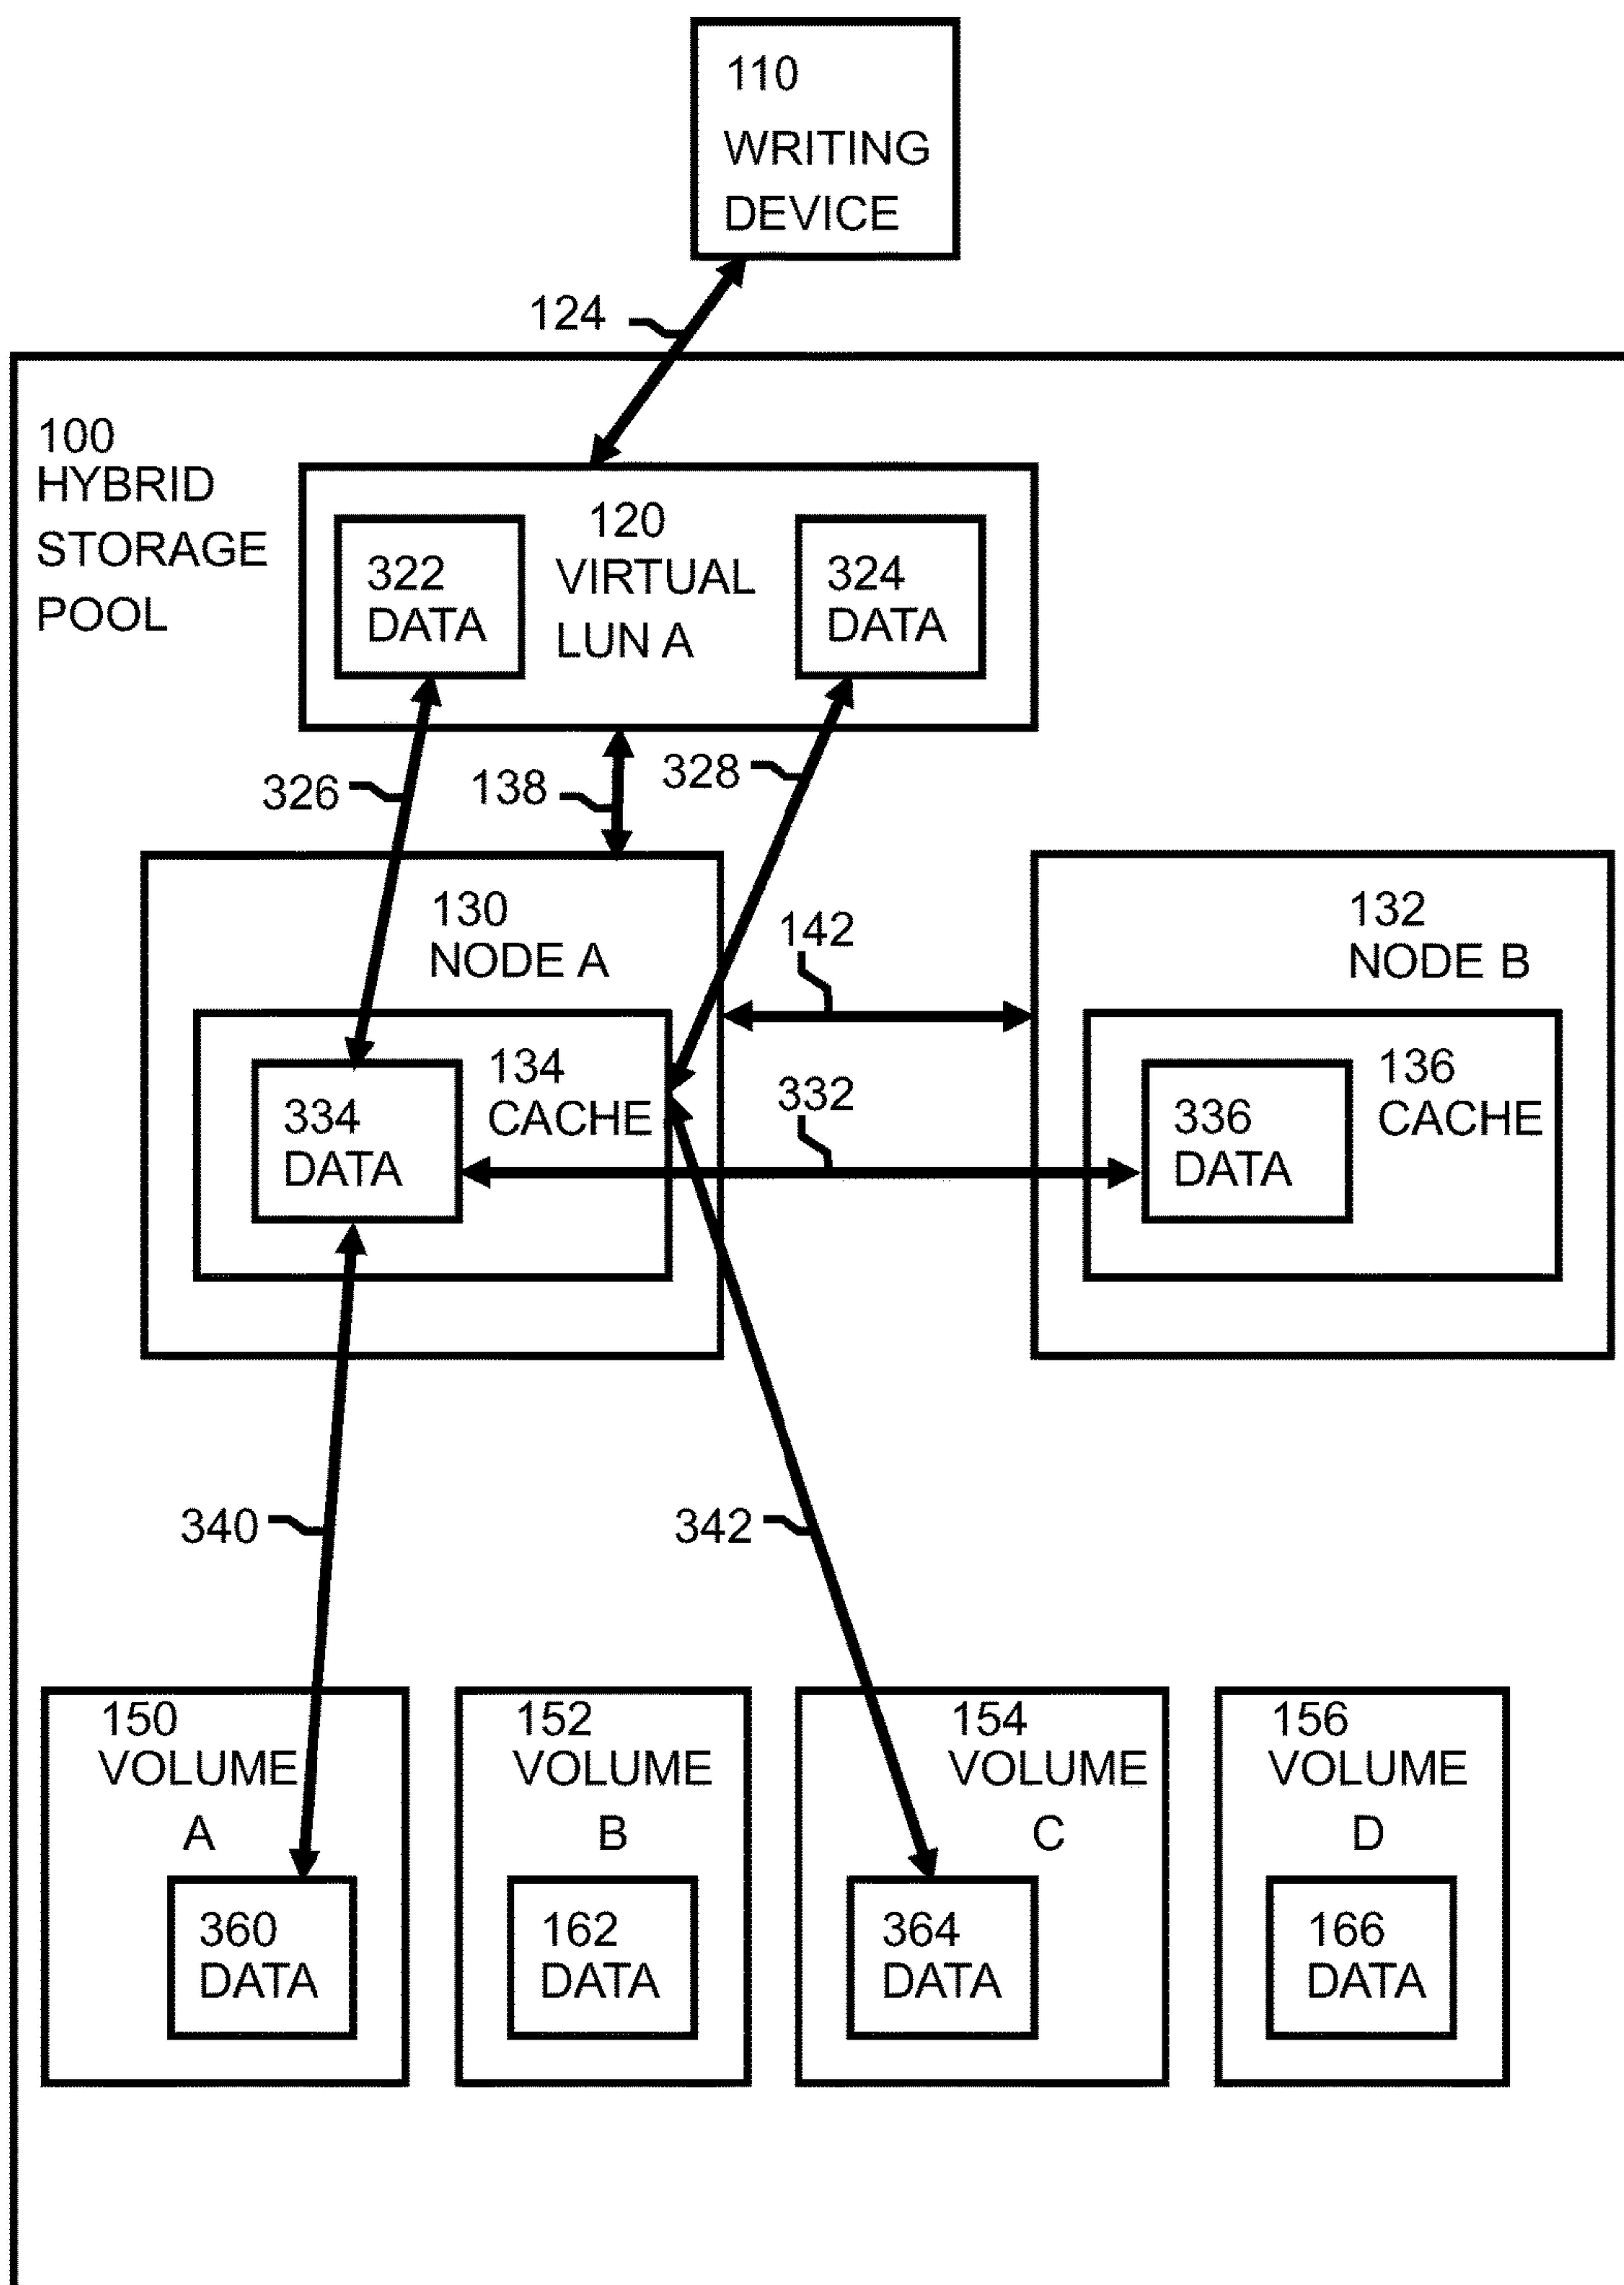 110
WRITING
DEVICE
124
100
HYBRID
STORAGE
POOL
120
VIRTUAL
LUN A
322
DATA
324
DATA
326
138
328
130
NODE A
142
132
NODE B
134
CACHE
334
DATA
332
136
CACHE
336
DATA
340
342
150
VOLUME
A
360
DATA
152
VOLUME
B
162
DATA
154
VOLUME
C
364
DATA
156
VOLUME
D
166
DATA